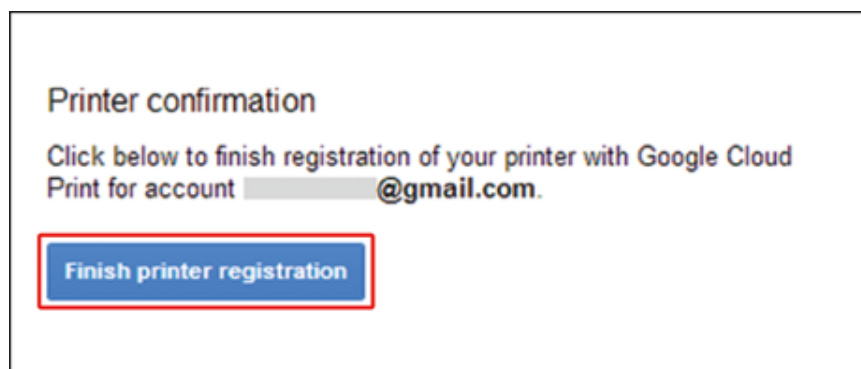 Printer confirmation
Click below to finish registration of your printer with Google Cloud
Print for account @gmail.com.
Finish printer registration